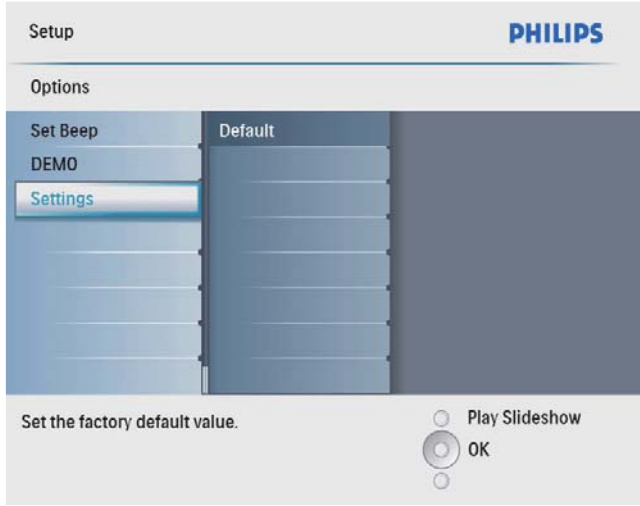 Setup
PHILIPS
Options
Set Beep
Default
DEMO
Settings
Set the factory default value.
Play Slideshow
OK